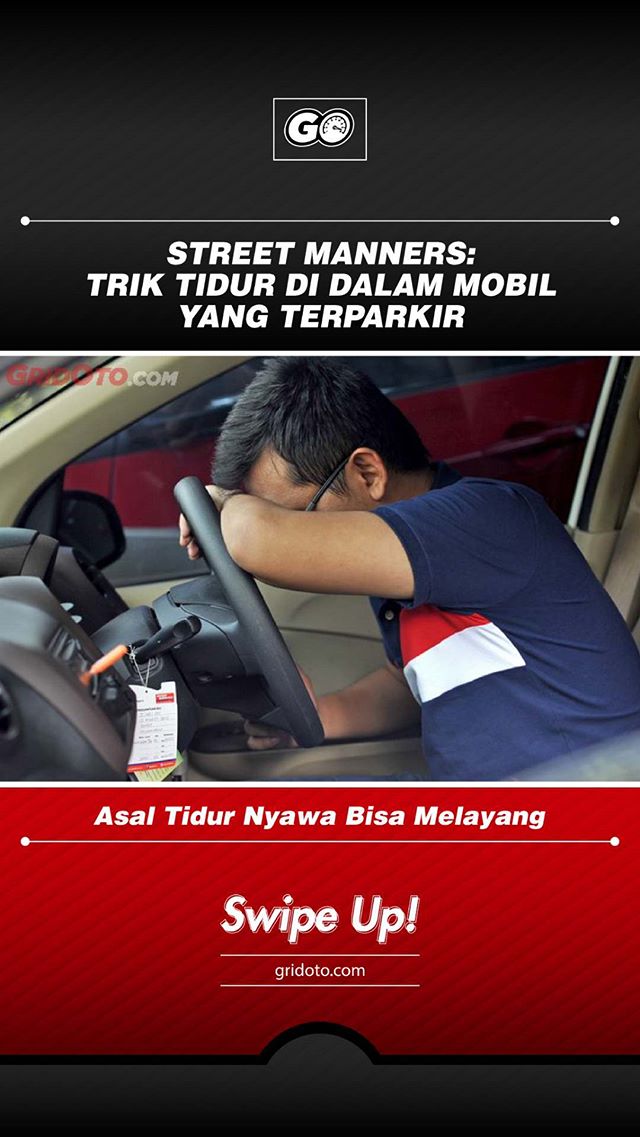 GO
STREET MANNERS:
TRIK TIDUR DI DALAM MOBIL
YANG TERPARKIR
GRIDOTO.COM
Asal Tidur Nyawa Bisa Melayang
Swipe Up!
gridoto.com